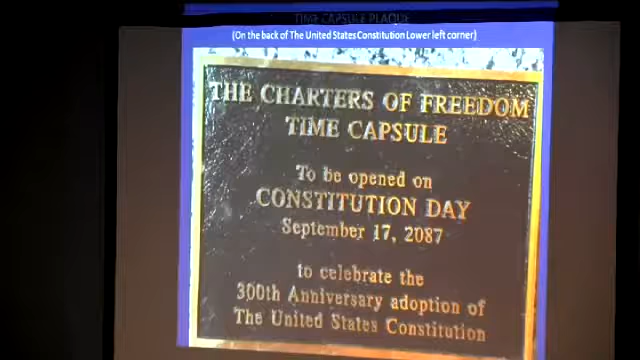 TIME CAPSULE PLAQUE
(On the back of The United States Constitution Lower left corner)
THE CHARTERS OF FREEDOM
TIME CAPSULE
To be opened on
CONSTITUTION DAY
September 17, 2087
to celebrate the
300th Anniversary adoption of
The United States Constitution